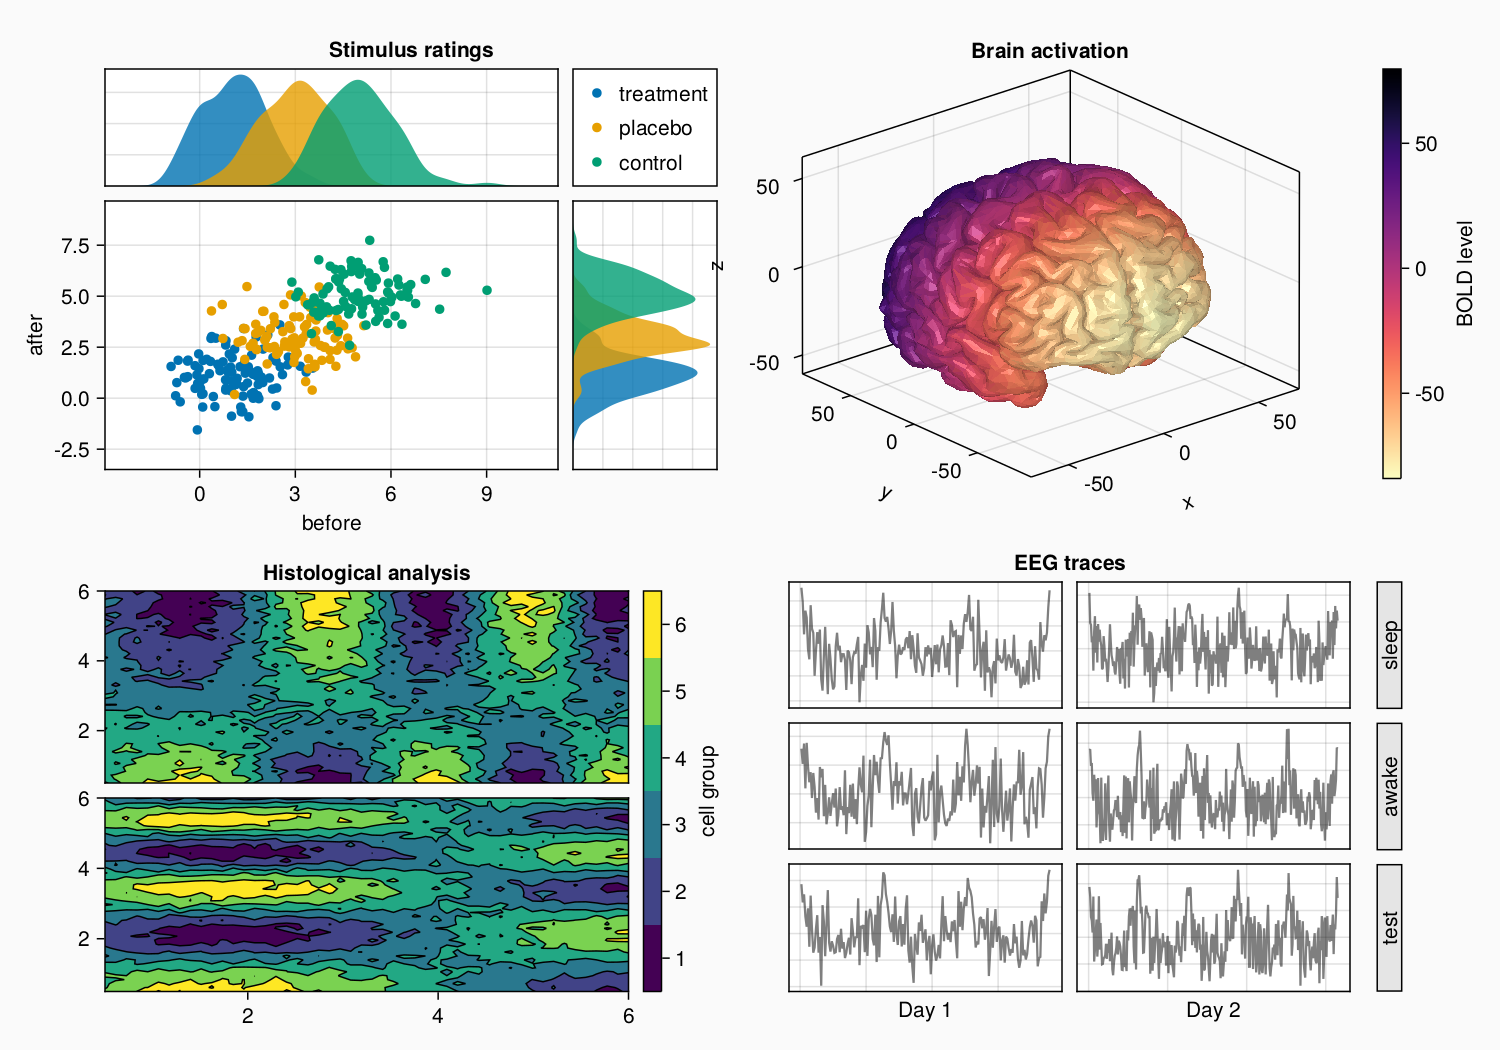 Stimulus ratings
treatment
placebo
control
7.5
5.0
2.5
0.0
-2.5
after
0 3 6 9
before
Brain activation
50
0
-50
z
50
0
-50
y
-50
0
50
x
50
0
-50
BOLD level
Histological analysis
6
4
2
6
4
2
2 4 6
6
5
4
3
2
1
cell group
EEG traces
sleep
awake
test
Day 1 Day 2